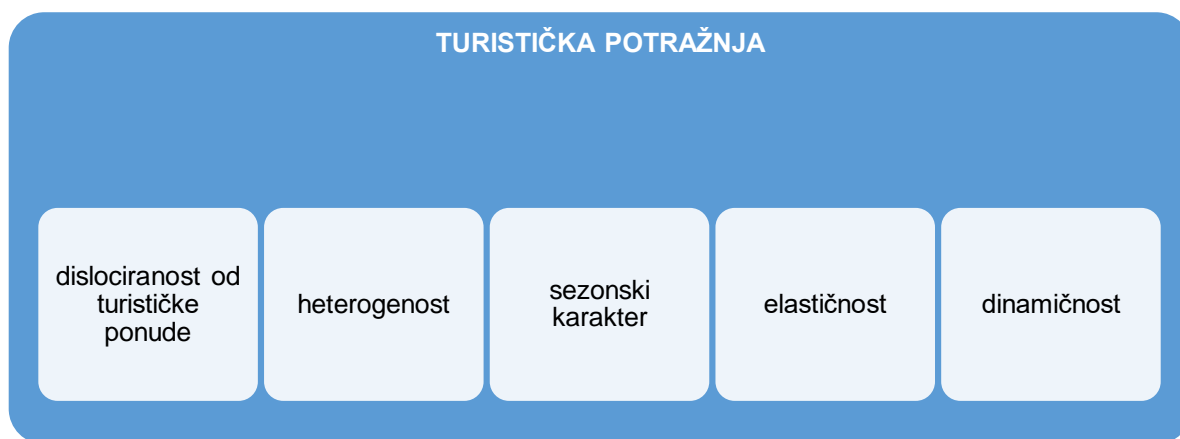 TURISTIČKA POTRAŽNJA
dislociranost od
turističke
ponude
heterogenost
sezonski
karakter
elastičnost
dinamičnost